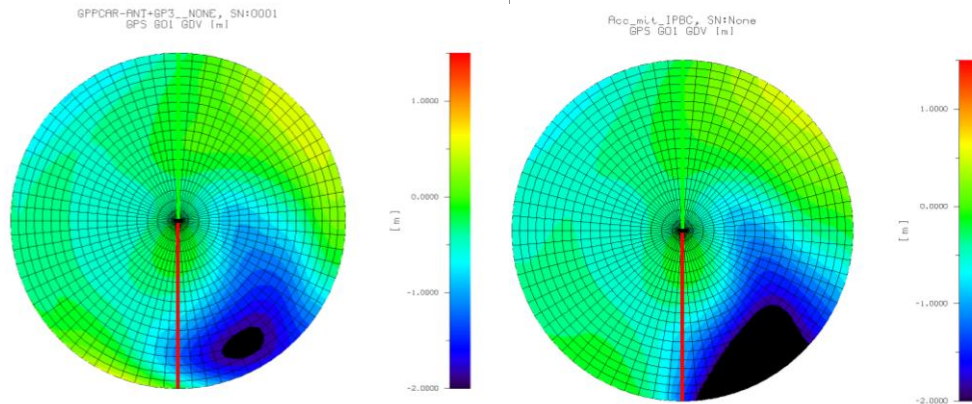 GPPCAR-ANT+GP3__NONE, SN:0001
GPS G01 GDV [m]
1.0000
0.0000
[m]
-1.0000
-2.0000
Acc_mit_IPBC, SN:None
GPS G01 GDV [m]
1.0000
0.0000
[m]
-1.0000
-2.0000